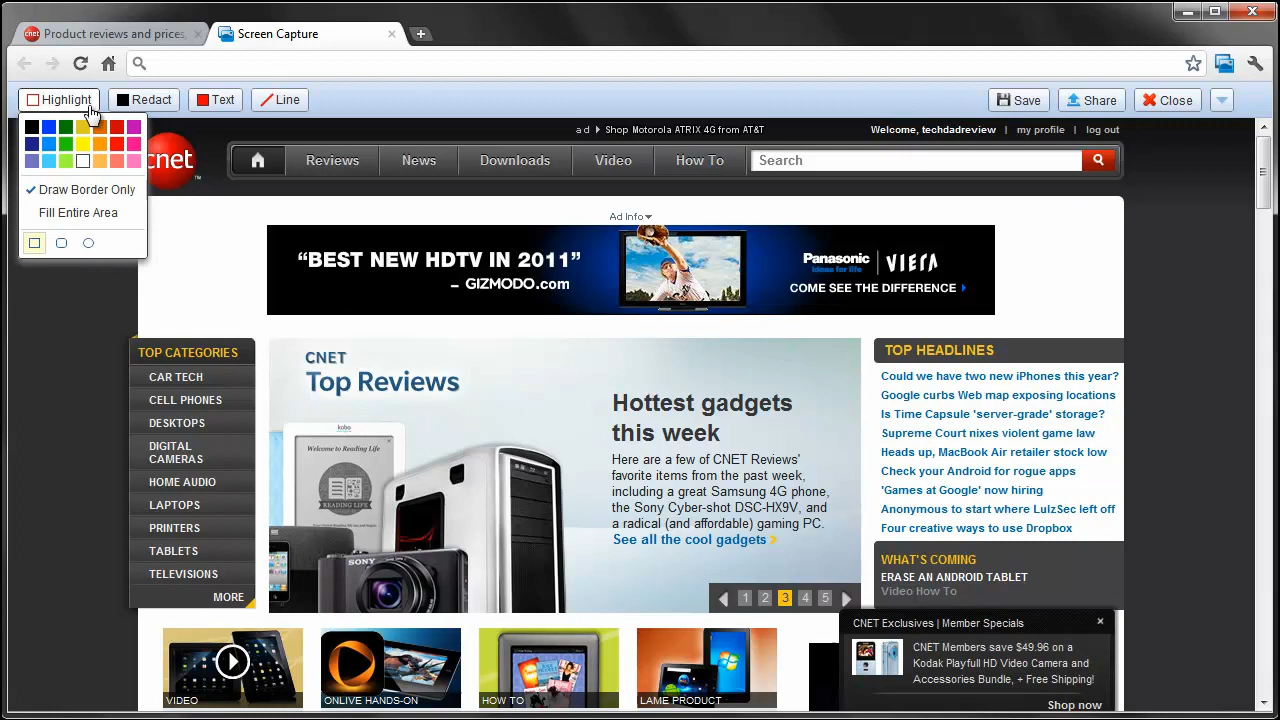 cnet Product reviews and prices,
Screen Capture
Highlight
Redact
Text
Line
Save
Share
Close
Draw Border Only
Fill Entire Area
cnet
ad Shop Motorola ATRIX 4G from AT&T
Welcome, techdadreview | my profile | log out
Reviews
News
Downloads
Video
How To
Search
Ad Info
“BEST NEW HDTV IN 2011”
– GIZMODO.com
Panasonic
ideas for life
VIERA
COME SEE THE DIFFERENCE
TOP CATEGORIES
CAR TECH
CELL PHONES
DESKTOPS
DIGITAL
CAMERAS
HOME AUDIO
LAPTOPS
PRINTERS
TABLETS
TELEVISIONS
MORE
CNET
Top Reviews
kobo
Welcome to Reading Life
READING LIFE
SONY
Hottest gadgets
this week
Here are a few of CNET Reviews'
favorite items from the past week,
including a great Samsung 4G phone,
the Sony Cyber-shot DSC-HX9V, and
a radical (and affordable) gaming PC.
See all the cool gadgets
1 2 3 4 5
TOP HEADLINES
Could we have two new iPhones this year?
Google curbs Web map exposing locations
Is Time Capsule 'server-grade' storage?
Supreme Court nixes violent game law
Heads up, MacBook Air retailer stock low
Check your Android for rogue apps
'Games at Google' now hiring
Anonymous to start where LulzSec left off
Four creative ways to use Dropbox
WHAT'S COMING
ERASE AN ANDROID TABLET
Video How To
CNET Exclusives | Member Specials
CNET Members save $49.96 on a
Kodak Playfull HD Video Camera and
Accessories Bundle, + Free Shipping!
Shop now
VIDEO
ONLIVE HANDS-ON
HOW TO
LAME PRODUCT